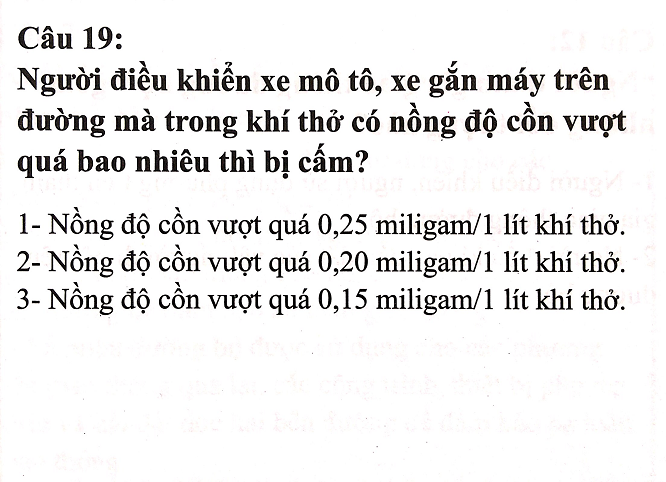 Câu 19:
Người điều khiển xe mô tô, xe gắn máy trên
đường mà trong khí thở có nồng độ cồn vượt
quá bao nhiêu thì bị cấm?
1- Nồng độ cồn vượt quá 0,25 miligam/1 lít khí thở.
2- Nồng độ cồn vượt quá 0,20 miligam/1 lít khí thở.
3- Nồng độ cồn vượt quá 0,15 miligam/1 lít khí thở.